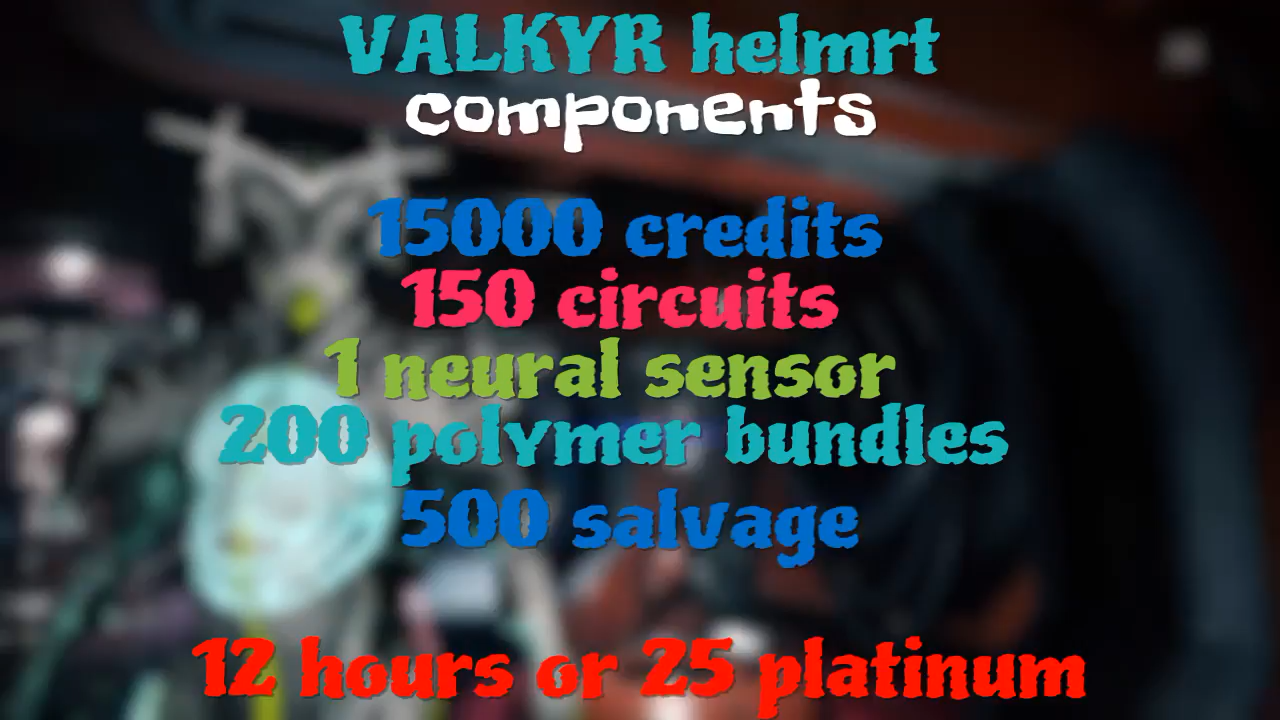 VALKYR helmrt
components
15000 credits
150 circuits
1 neural sensor
200 polymer bundles
500 salvage
12 hours or 25 platinum